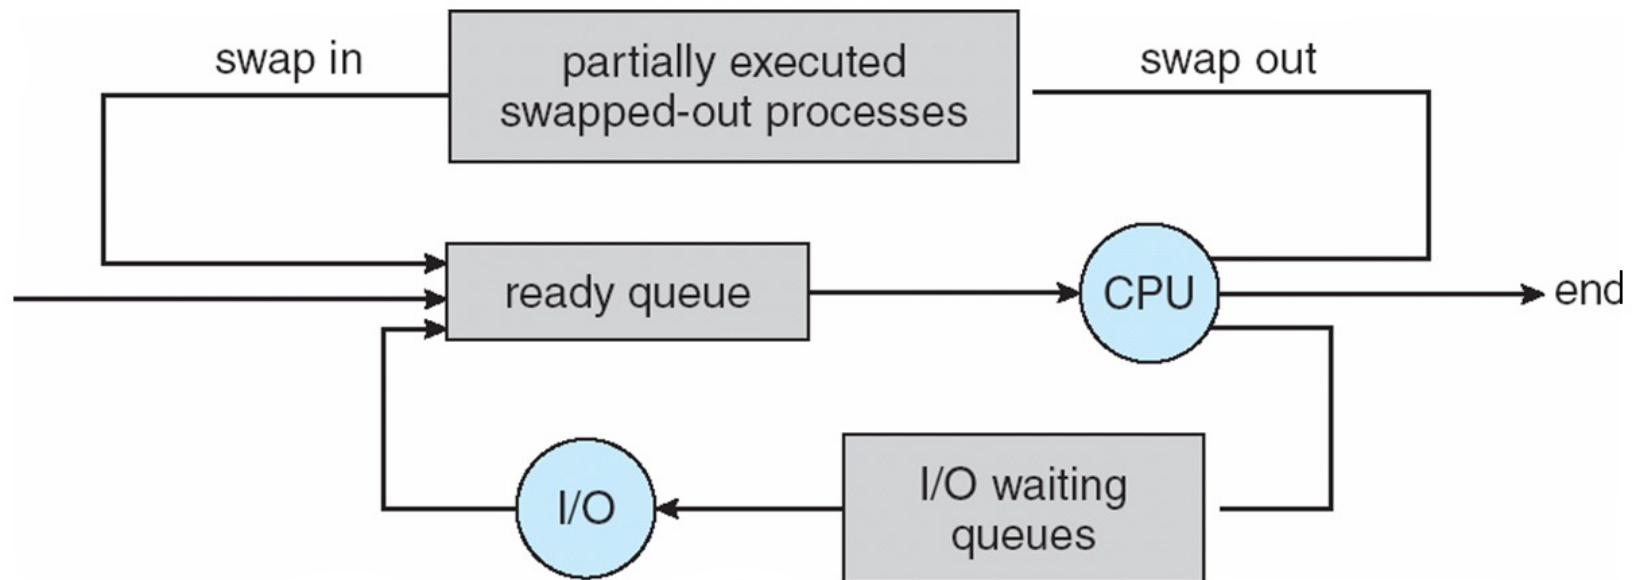 swap in
partially executed
swapped-out processes
swap out
ready queue
CPU
end
I/O
I/O waiting
queues